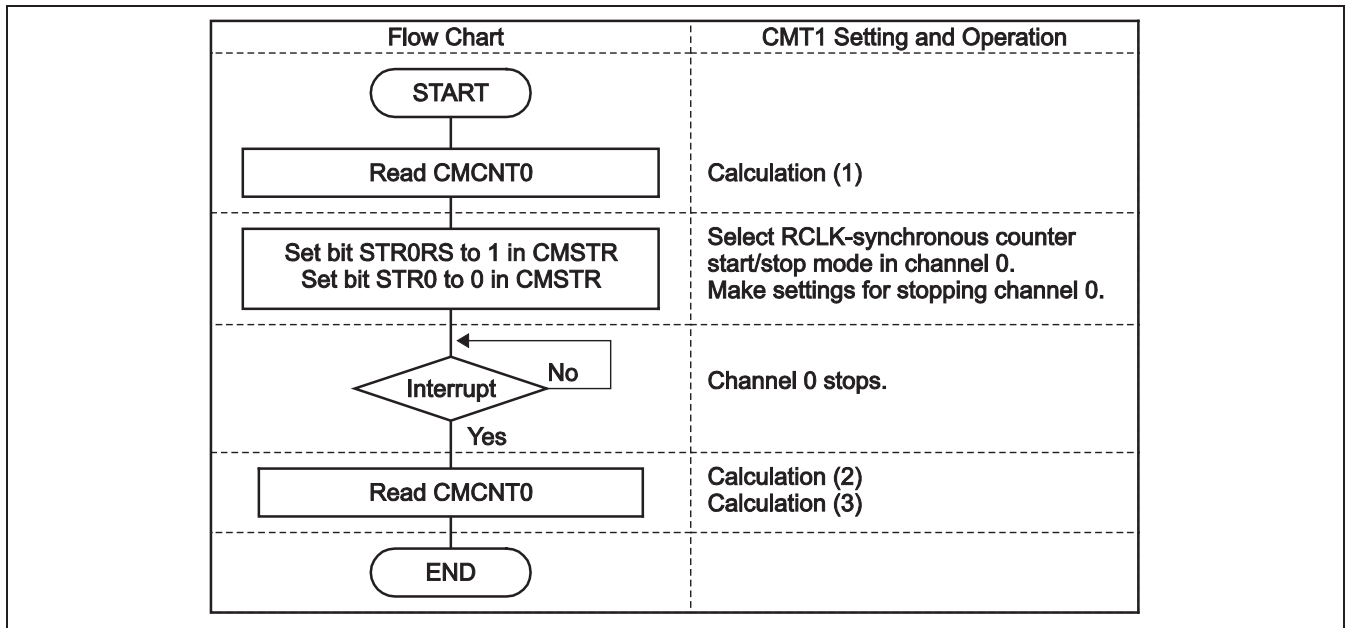 Flow Chart
CMT1 Setting and Operation
START
Read CMCNT0
Calculation (1)
Set bit STR0RS to 1 in CMSTR
Set bit STR0 to 0 in CMSTR
Select RCLK-synchronous counter
start/stop mode in channel 0.
Make settings for stopping channel 0.
Interrupt
No
Yes
Channel 0 stops.
Read CMCNT0
Calculation (2)
Calculation (3)
END